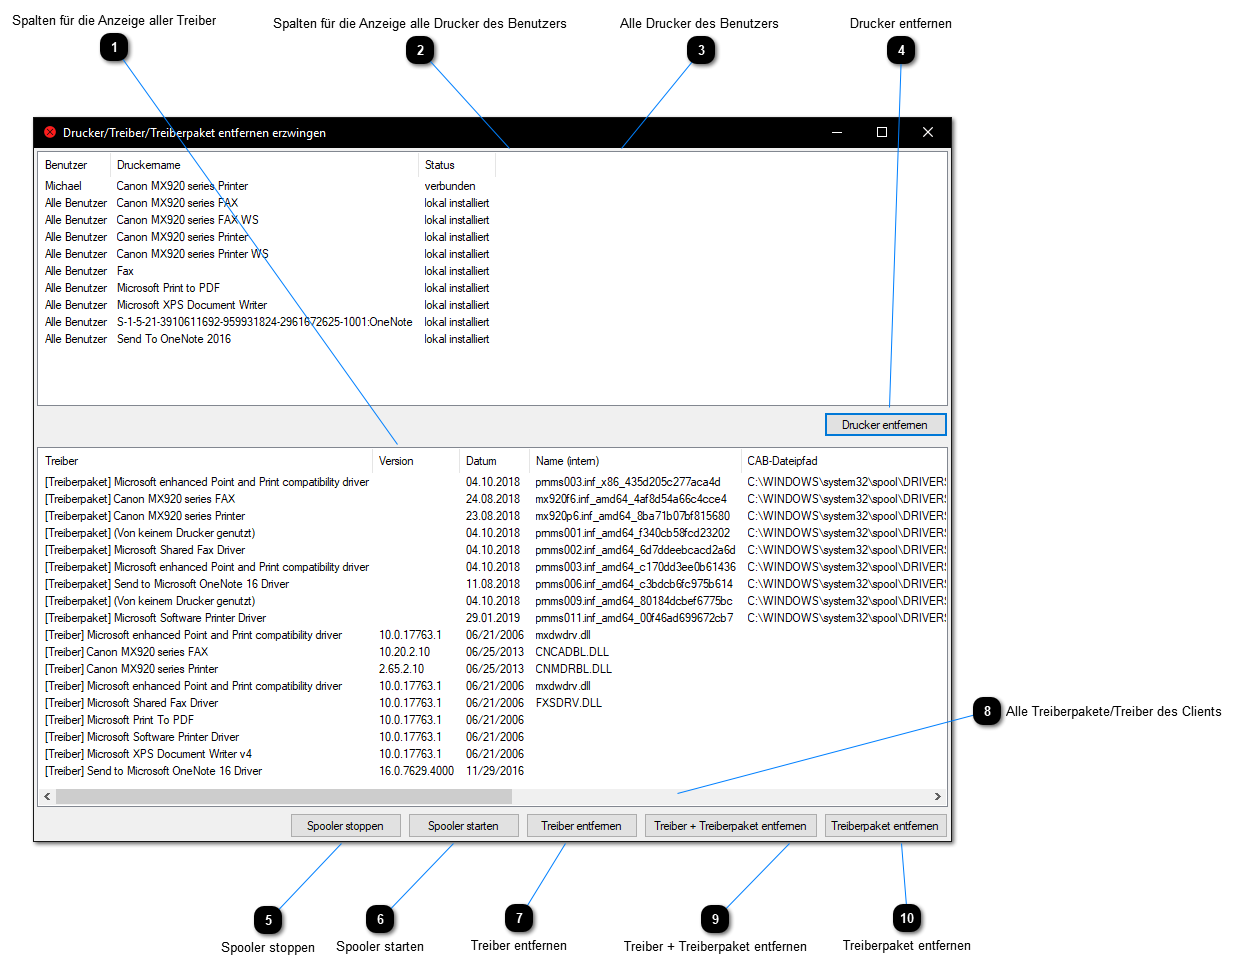 Spalten für die Anzeige aller Treiber
1
Spalten für die Anzeige alle Drucker des Benutzers
2
Alle Drucker des Benutzers
3
Drucker entfernen
4
Drucker/Treiber/Treiberpaket entfernen erzwingen
Benutzer Druckername Status
Michael Canon MX920 series Printer verbunden
Alle Benutzer Canon MX920 series FAX lokal installiert
Alle Benutzer Canon MX920 series FAX WS lokal installiert
Alle Benutzer Canon MX920 series Printer lokal installiert
Alle Benutzer Canon MX920 series Printer WS lokal installiert
Alle Benutzer Fax lokal installiert
Alle Benutzer Microsoft Print to PDF lokal installiert
Alle Benutzer Microsoft XPS Document Writer lokal installiert
Alle Benutzer S-1-5-21-3910611692-959931824-2961672625-1001:OneNote lokal installiert
Alle Benutzer Send To OneNote 2016 lokal installiert
Drucker entfernen
Treiber Version Datum Name (intern) CAB-Dateipfad
[Treiberpaket] Microsoft enhanced Point and Print compatibility driver 04.10.2018 prnms003.inf_x86_435d205c277aca4d C:\WINDOWS\system32\spool\DRIVERS
[Treiberpaket] Canon MX920 series FAX 24.08.2018 mx920f6.inf_amd64_4af8d54a66c4cce4 C:\WINDOWS\system32\spool\DRIVERS
[Treiberpaket] Canon MX920 series Printer 23.08.2018 mx920p6.inf_amd64_8ba71b07bf815680 C:\WINDOWS\system32\spool\DRIVERS
[Treiberpaket] (Von keinem Drucker genutzt) 04.10.2018 prnms001.inf_amd64_f340cb58fcd23202 C:\WINDOWS\system32\spool\DRIVERS
[Treiberpaket] Microsoft Shared Fax Driver 04.10.2018 prnms002.inf_amd64_6d7ddeebcacd2a6d C:\WINDOWS\system32\spool\DRIVERS
[Treiberpaket] Microsoft enhanced Point and Print compatibility driver 04.10.2018 prnms003.inf_amd64_c170dd3ee0b61436 C:\WINDOWS\system32\spool\DRIVERS
[Treiberpaket] Send to Microsoft OneNote 16 Driver 11.08.2018 prnms006.inf_amd64_c3bdcb6fc975b614 C:\WINDOWS\system32\spool\DRIVERS
[Treiberpaket] (Von keinem Drucker genutzt) 04.10.2018 prnms009.inf_amd64_80184dcbef6775bc C:\WINDOWS\system32\spool\DRIVERS
[Treiberpaket] Microsoft Software Printer Driver 29.01.2019 prnms011.inf_amd64_00f46ad699672cb7 C:\WINDOWS\system32\spool\DRIVERS
[Treiber] Microsoft enhanced Point and Print compatibility driver 10.0.17763.1 06/21/2006 mxdwdrv.dll
[Treiber] Canon MX920 series FAX 10.20.2.10 06/25/2013 CNCADBL.DLL
[Treiber] Canon MX920 series Printer 2.65.2.10 06/25/2013 CNMDRBL.DLL
[Treiber] Microsoft enhanced Point and Print compatibility driver 10.0.17763.1 06/21/2006 mxdwdrv.dll
[Treiber] Microsoft Shared Fax Driver 10.0.17763.1 06/21/2006 FXSDRV.DLL
[Treiber] Microsoft Print To PDF 10.0.17763.1 06/21/2006
[Treiber] Microsoft Software Printer Driver 10.0.17763.1 06/21/2006
[Treiber] Microsoft XPS Document Writer v4 10.0.17763.1 06/21/2006
[Treiber] Send to Microsoft OneNote 16 Driver 16.0.7629.4000 11/29/2016
8
Alle Treiberpakete/Treiber des Clients
Spooler stoppen
Spooler starten
Treiber entfernen
Treiber + Treiberpaket entfernen
Treiberpaket entfernen
5
Spooler stoppen
6
Spooler starten
7
Treiber entfernen
9
Treiber + Treiberpaket entfernen
10
Treiberpaket entfernen